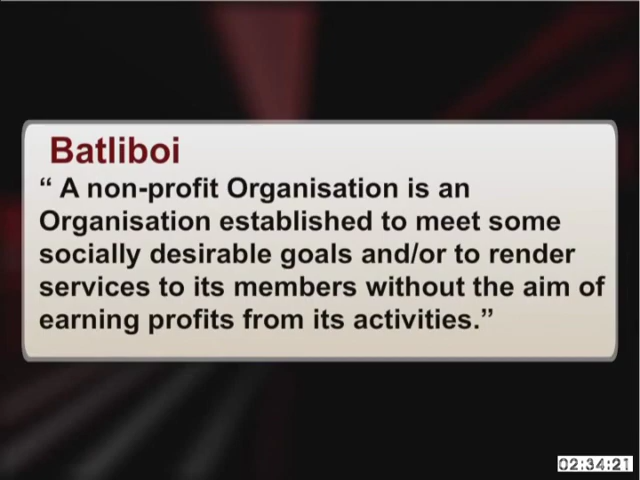 Batliboi
“ A non-profit Organisation is an
Organisation established to meet some
socially desirable goals and/or to render
services to its members without the aim of
earning profits from its activities.”
02:34:21